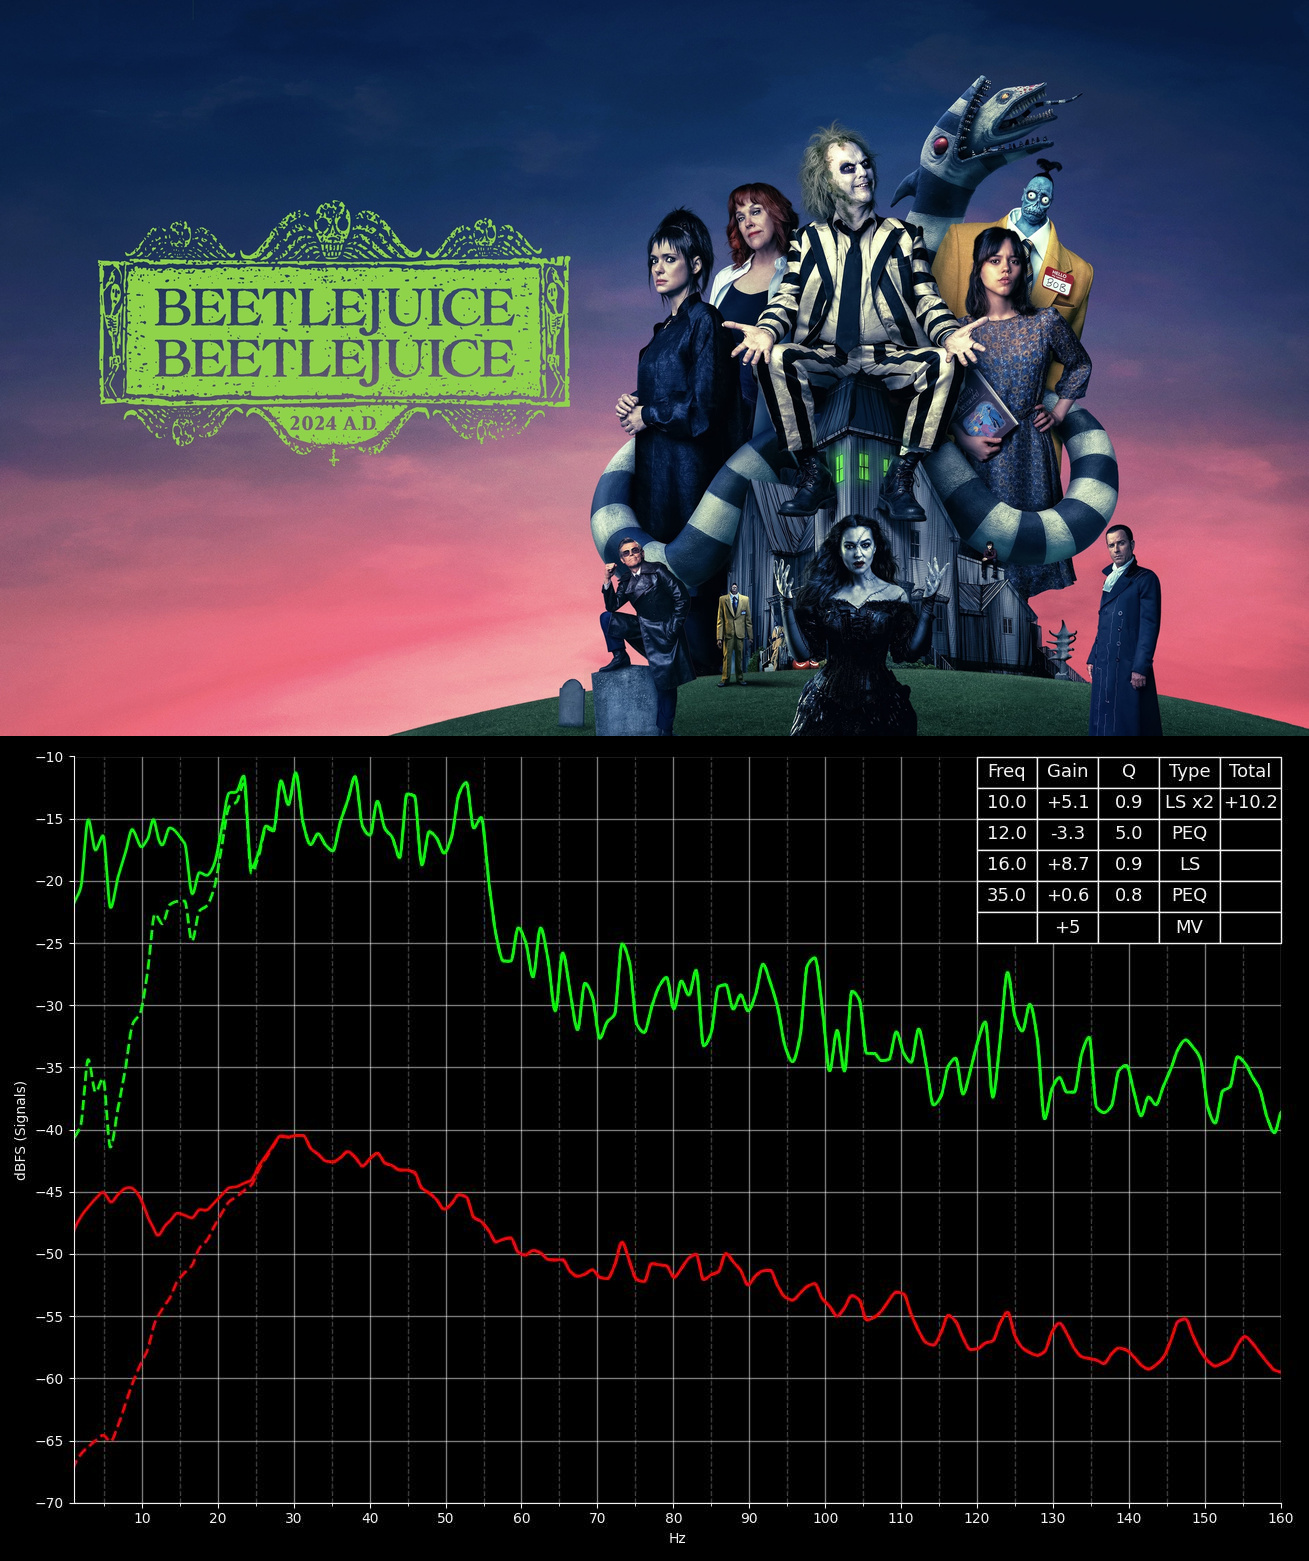 HELLO
BOB
BEETLEJUICE
BEETLEJUICE
2024 A.D.
Freq Gain Q Type Total
10.0 +5.1 0.9 LS x2 +10.2
12.0 -3.3 5.0 PEQ
16.0 +8.7 0.9 LS
35.0 +0.6 0.8 PEQ
+5 MV
−10
−15
−20
−25
−30
−35
−40
−45
−50
−55
−60
−65
−70
dBFS (Signals)
10 20 30 40 50 60 70 80 90 100 110 120 130 140 150 160
Hz